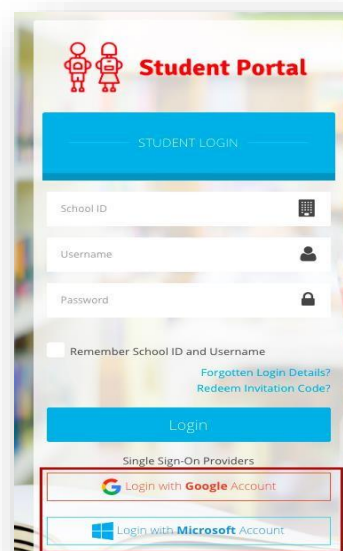 Student Portal
STUDENT LOGIN
School ID
Username
Password
Remember School ID and Username
Forgotten Login Details?
Redeem Invitation Code?
Login
Single Sign-On Providers
Login with Google Account
Login with Microsoft Account